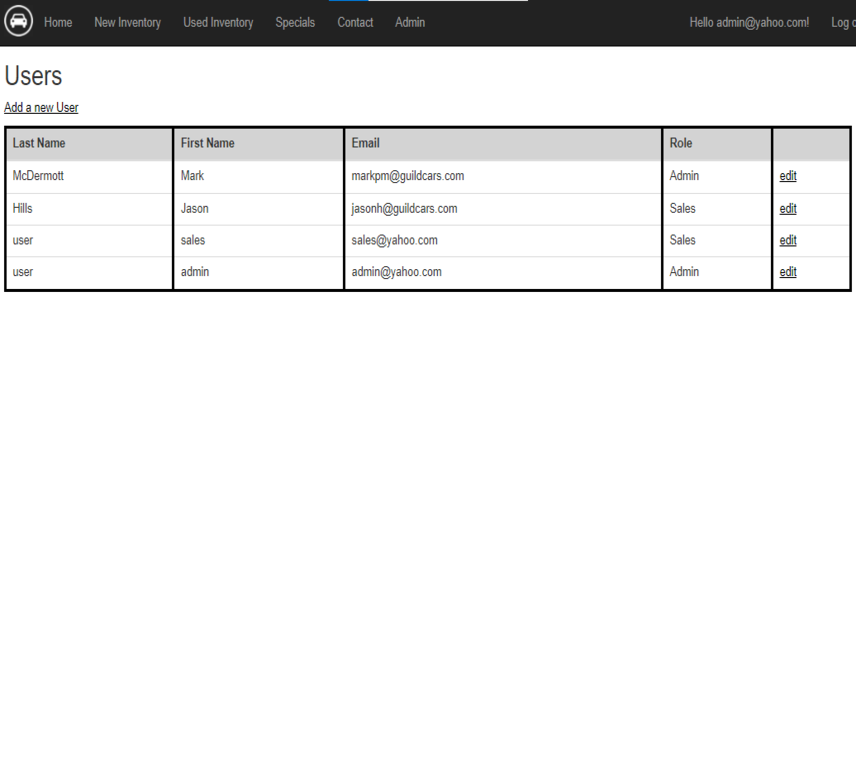 Home New Inventory Used Inventory Specials Contact Admin Hello admin@yahoo.com! Log
Users
Add a new User
Last Name First Name Email Role
McDermott Mark markpm@guildcars.com Admin edit
Hills Jason jasonh@guildcars.com Sales edit
user sales sales@yahoo.com Sales edit
user admin admin@yahoo.com Admin edit